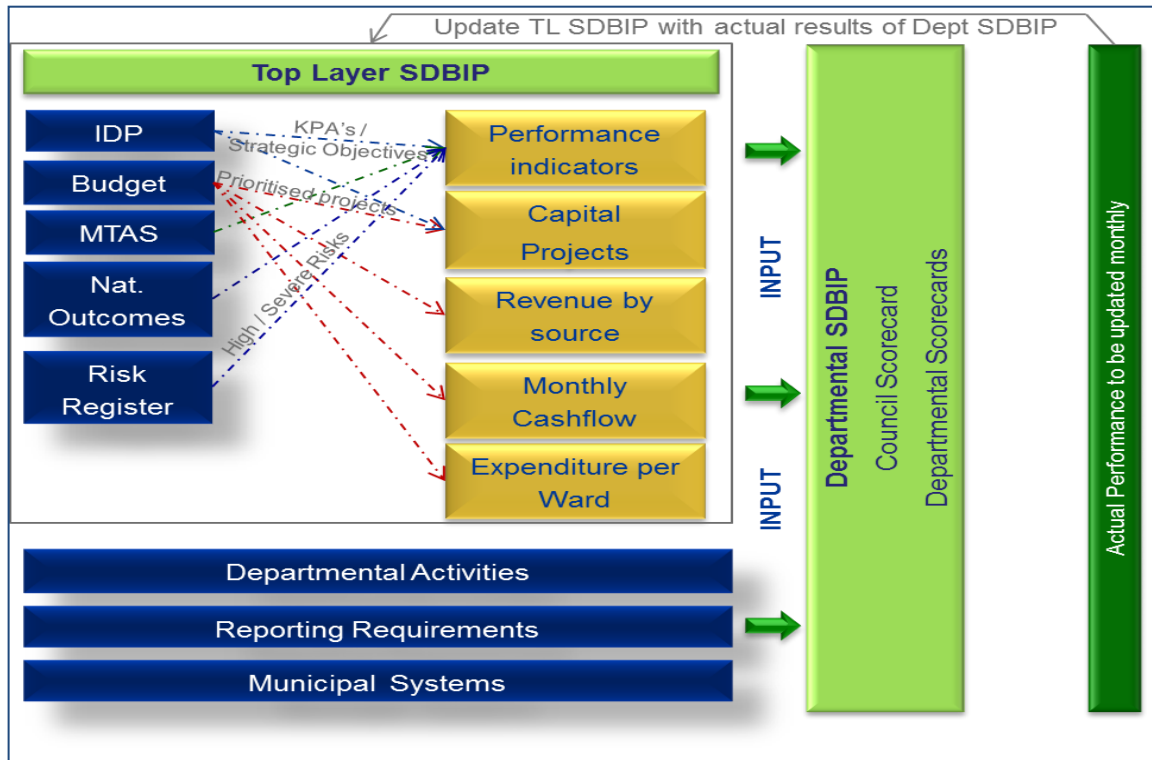 Update TL SDBIP with actual results of Dept SDBIP
Top Layer SDBIP
IDP
Budget
MTAS
Nat.
Outcomes
Risk
Register
KPA's /
Strategic Objectives
Prioritised projects
High / Severe Risks
Performance
indicators
Capital
Projects
Revenue by
source
Monthly
Cashflow
Expenditure per
Ward
INPUT
INPUT
Departmental SDBIP
Council Scorecard
Departmental Scorecards
Actual Performance to be updated monthly
Departmental Activities
Reporting Requirements
Municipal Systems